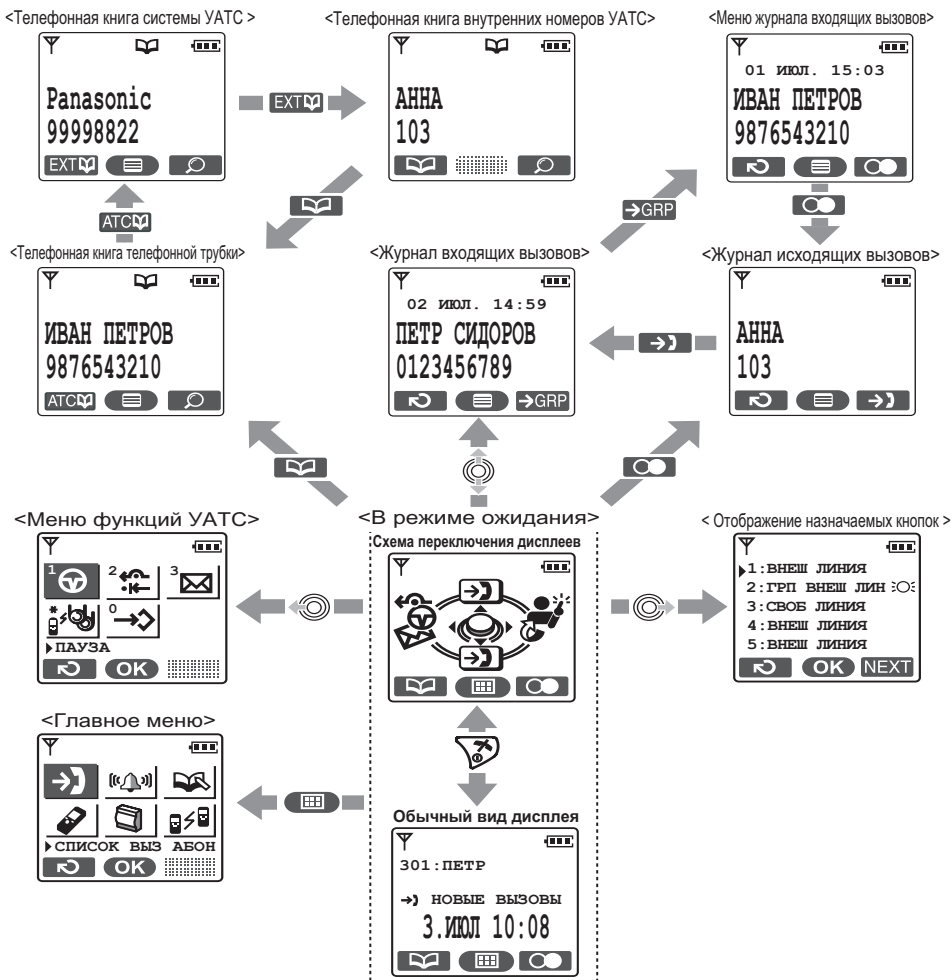 <Телефонная книга системы УАТС >
<Телефонная книга внутренних номеров УАТС>
<Меню журнала входящих вызовов>
Panasonic
99998822
EXT
EXT
АННА
103
01 ИЮЛ. 15:03
ИВАН ПЕТРОВ
9876543210
АТС
→GRP
<Телефонная книга телефонной трубки>
<Журнал входящих вызовов>
<Журнал исходящих вызовов>
ИВАН ПЕТРОВ
9876543210
АТС
02 ИЮЛ. 14:59
ПЕТР СИДОРОВ
0123456789
→GRP
АННА
103
<Меню функций УАТС>
<В режиме ожидания>
< Отображение назначаемых кнопок >
Схема переключения дисплеев
1 2 3
* 0
ПАУЗА
OK
1:ВНЕШ ЛИНИЯ
2:ГРП ВНЕШ ЛИН
3:СВОБ ЛИНИЯ
4:ВНЕШ ЛИНИЯ
5:ВНЕШ ЛИНИЯ
OK NEXT
<Главное меню>
СПИСОК ВЫЗ АБОН
OK
Обычный вид дисплея
301:ПЕТР
НОВЫЕ ВЫЗОВЫ
3.ИЮЛ 10:08